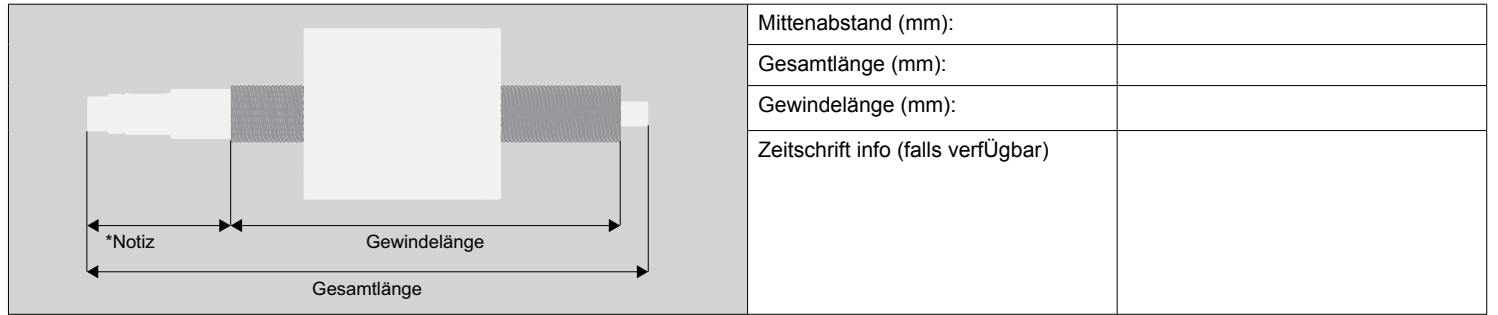 Mittenabstand (mm):
Gesamtlänge (mm):
Gewindelänge (mm):
Zeitschrift info (falls verfÜgbar)
*Notiz
Gewindelänge
Gesamtlänge